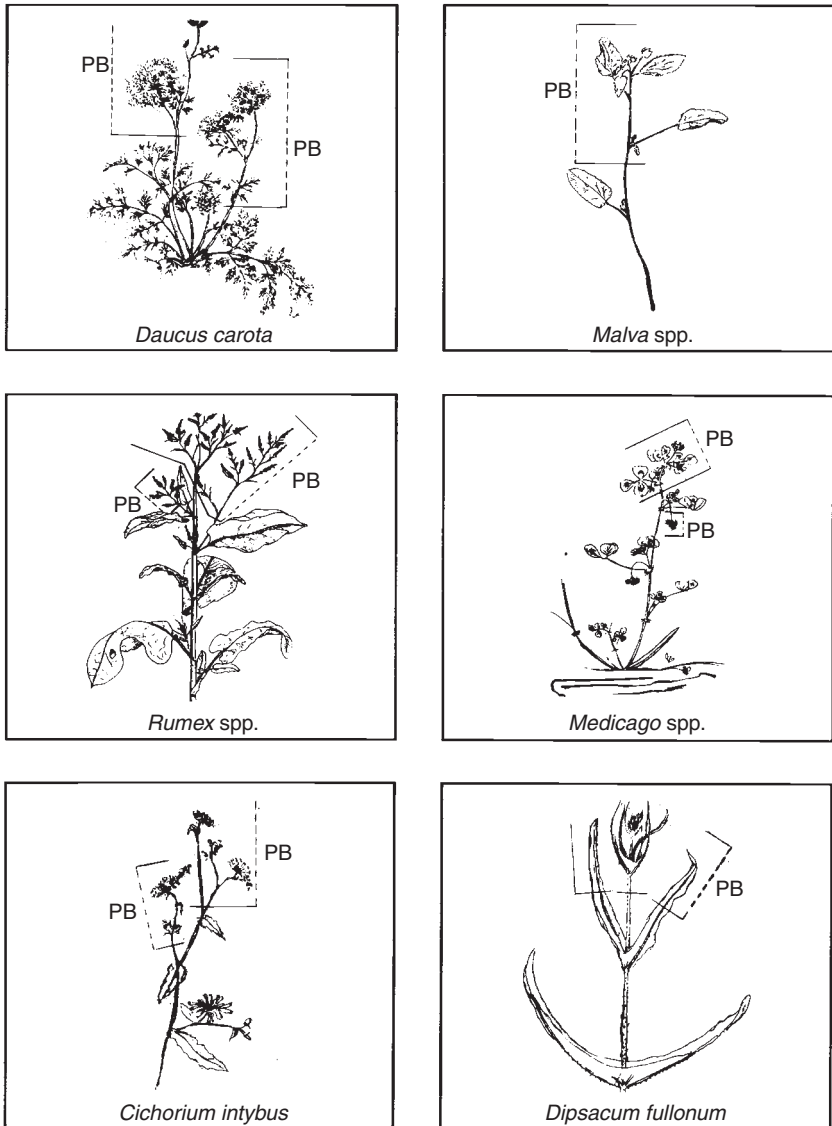 PB
PB
Daucus carota
PB
Malva spp.
PB
PB
Rumex spp.
PB
PB
Medicago spp.
PB
PB
Cichorium intybus
PB
Dipsacum fullonum